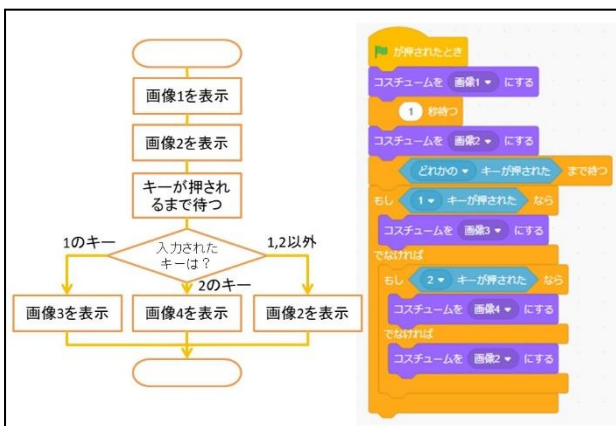 画像1を表示
画像2を表示
キーが押され
るまで待つ
入力された
キーは?
1のキー
1,2以外
2のキー
画像3を表示
画像4を表示
画像2を表示
が押されたとき
コスチュームを 画像1 にする
1 秒待つ
コスチュームを 画像2 にする
どれかの キーが押された まで待つ
もし 1 キーが押された なら
コスチュームを 画像3 にする
でなければ
もし 2 キーが押された なら
コスチュームを 画像4 にする
でなければ
コスチュームを 画像2 にする